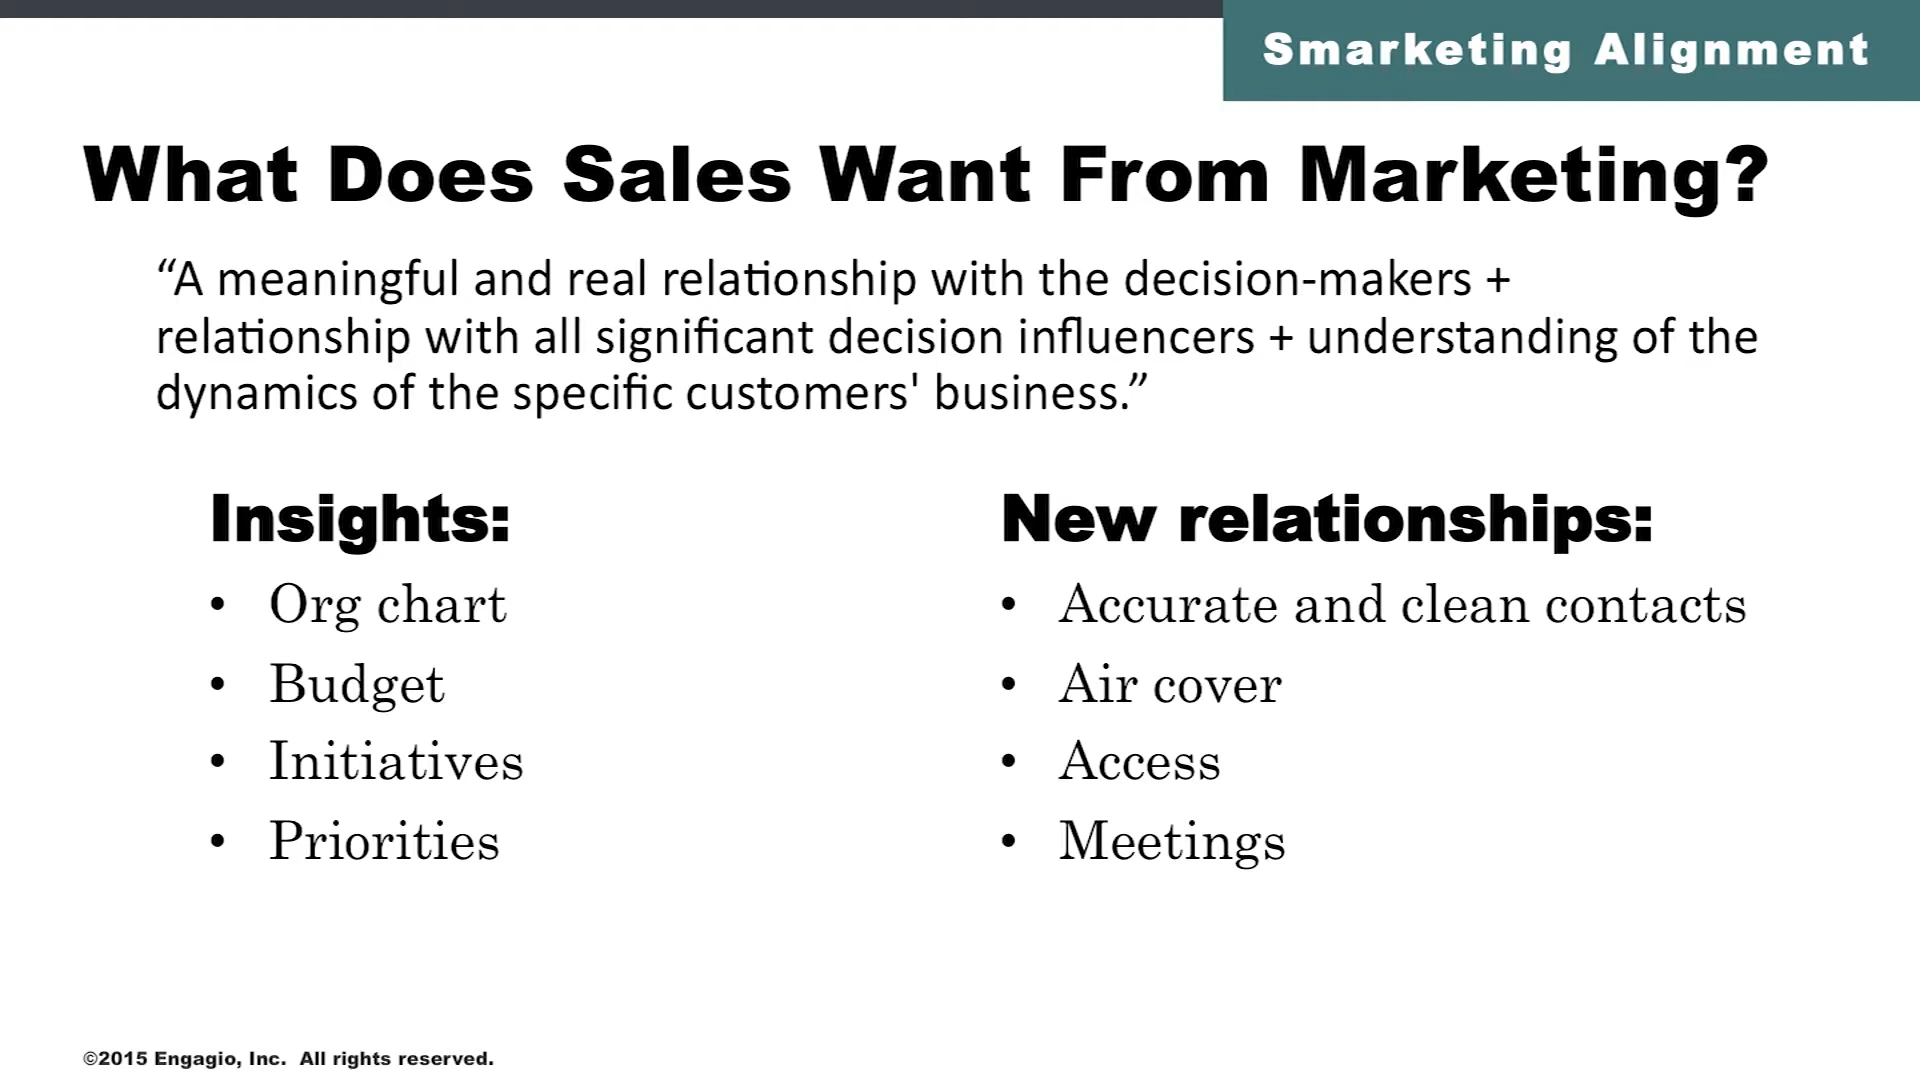 Smarketing Alignment
What Does Sales Want From Marketing?
“A meaningful and real relationship with the decision-makers +
relationship with all significant decision influencers + understanding of the
dynamics of the specific customers' business.”
Insights:
• Org chart
• Budget
• Initiatives
• Priorities
New relationships:
• Accurate and clean contacts
• Air cover
• Access
• Meetings
©2015 Engagio, Inc. All rights reserved.